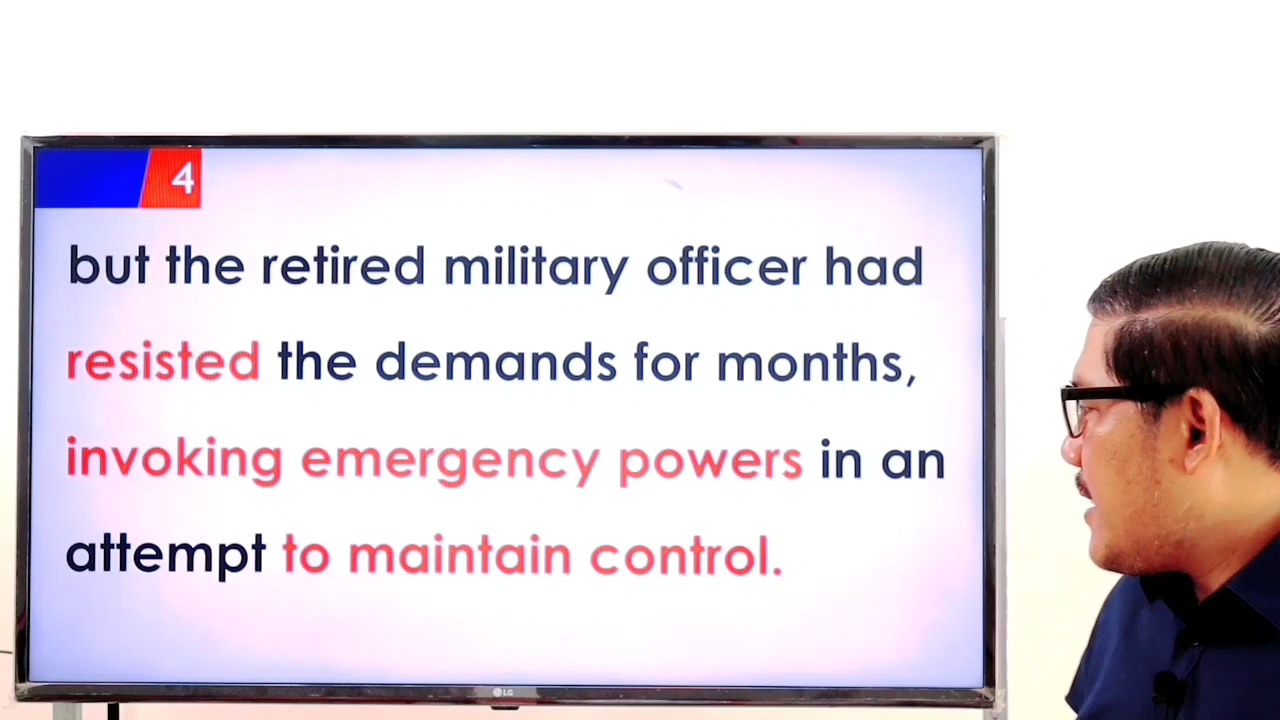 4
but the retired military officer had
resisted the demands for months,
invoking emergency powers in an
attempt to maintain control.
LG